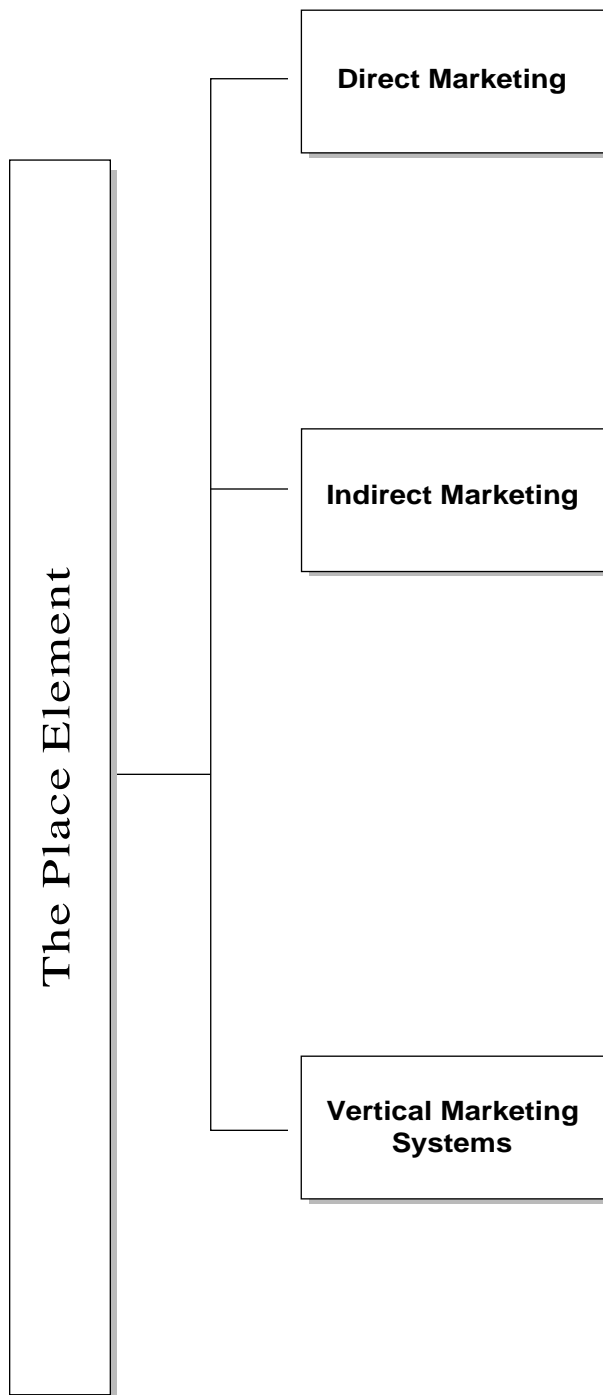 The Place Element
Direct Marketing
Indirect Marketing
Vertical Marketing
Systems